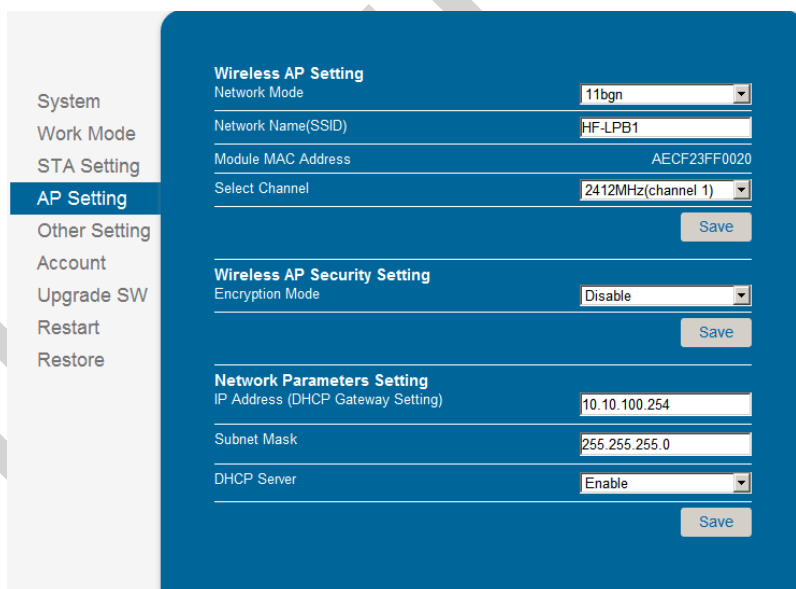 System
Work Mode
STA Setting
AP Setting
Other Setting
Account
Upgrade SW
Restart
Restore
Wireless AP Setting
Network Mode 11bgn
Network Name(SSID) HF-LPB1
Module MAC Address AECF23FF0020
Select Channel 2412MHz(channel 1)
Save
Wireless AP Security Setting
Encryption Mode Disable
Save
Network Parameters Setting
IP Address (DHCP Gateway Setting) 10.10.100.254
Subnet Mask 255.255.255.0
DHCP Server Enable
Save